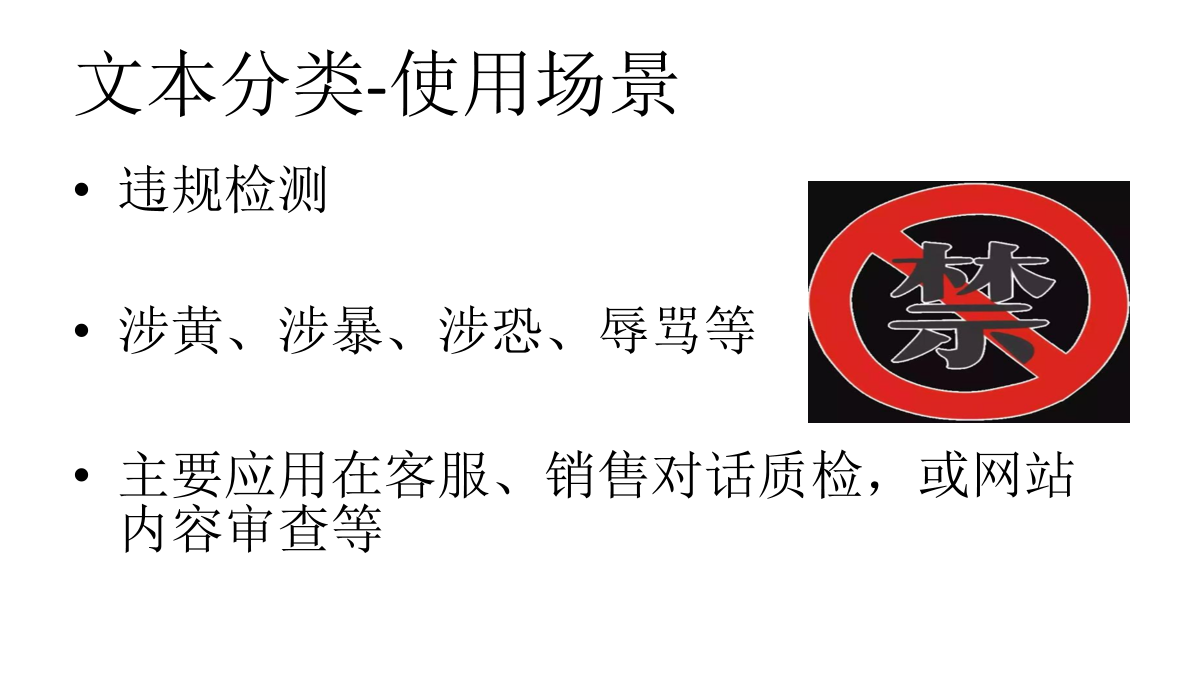 文本分类-使用场景
• 违规检测
• 涉黄、涉暴、涉恐、辱骂等
禁
• 主要应用在客服、销售对话质检，或网站
内容审查等